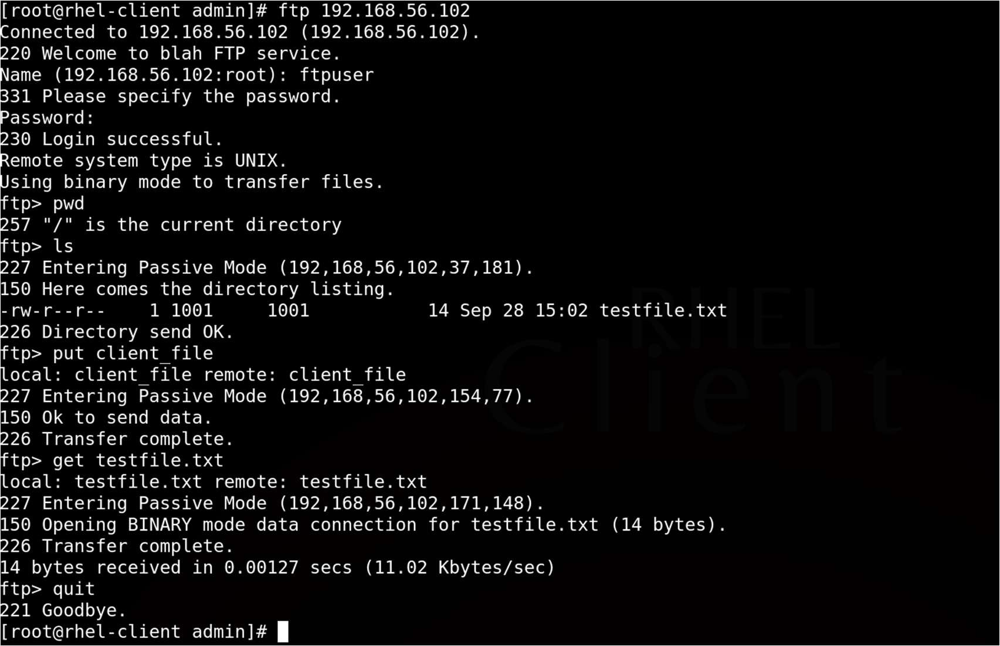 [root@rhel-client admin]# ftp 192.168.56.102
Connected to 192.168.56.102 (192.168.56.102).
220 Welcome to blah FTP service.
Name (192.168.56.102:root): ftpuser
331 Please specify the password.
Password:
230 Login successful.
Remote system type is UNIX.
Using binary mode to transfer files.
ftp> pwd
257 "/" is the current directory
ftp> ls
227 Entering Passive Mode (192,168,56,102,37,181).
150 Here comes the directory listing.
-rw-r--r--    1 1001     1001           14 Sep 28 15:02 testfile.txt
226 Directory send OK.
ftp> put client_file
local: client_file remote: client_file
227 Entering Passive Mode (192,168,56,102,154,77).
150 Ok to send data.
226 Transfer complete.
ftp> get testfile.txt
local: testfile.txt remote: testfile.txt
227 Entering Passive Mode (192,168,56,102,171,148).
150 Opening BINARY mode data connection for testfile.txt (14 bytes).
226 Transfer complete.
14 bytes received in 0.00127 secs (11.02 Kbytes/sec)
ftp> quit
221 Goodbye.
[root@rhel-client admin]#
RHEL
Client